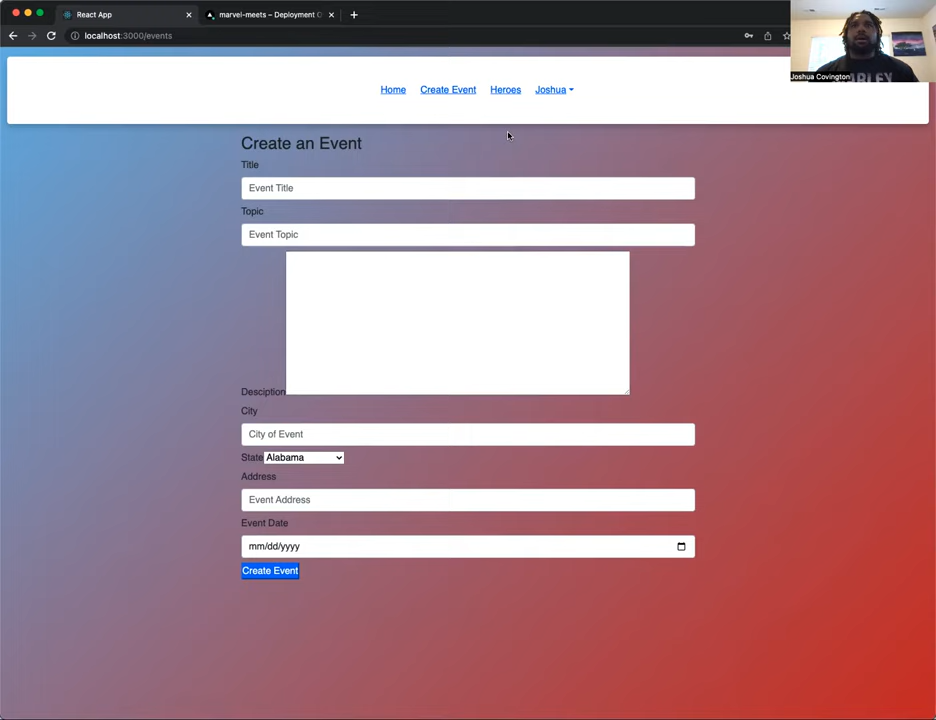 React App
marvel-meets – Deployment
localhost:3000/events
Joshua Covington
Home Create Event Heroes Joshua
Create an Event
Title
Event Title
Topic
Event Topic
Desciption
City
City of Event
State Alabama
Address
Event Address
Event Date
mm/dd/yyyy
Create Event